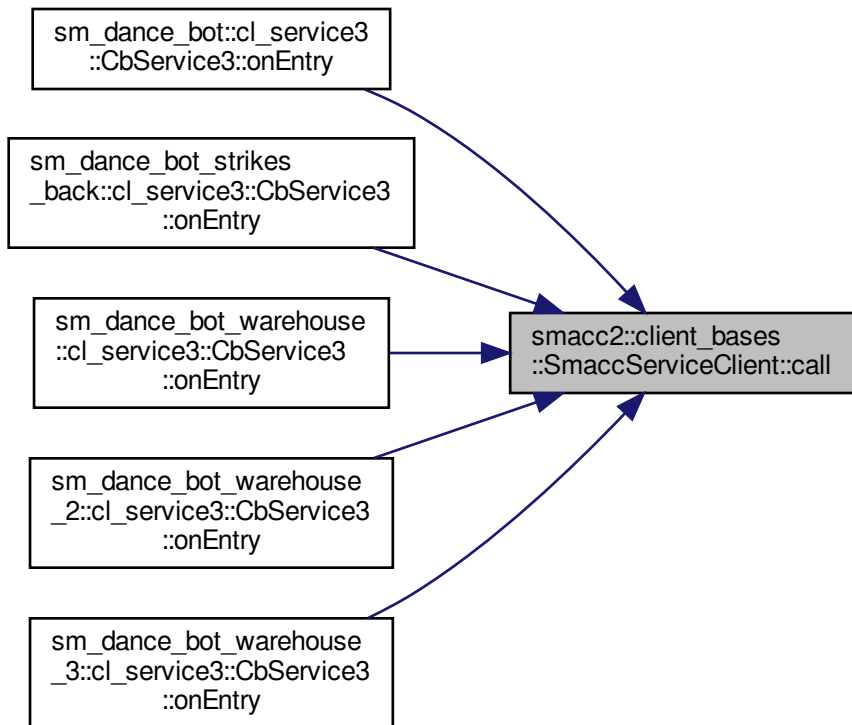 sm_dance_bot::cl_service3
::CbService3::onEntry
sm_dance_bot_strikes
_back::cl_service3::CbService3
::onEntry
sm_dance_bot_warehouse
::cl_service3::CbService3
::onEntry
smacc2::client_bases
::SmaccServiceClient::call
sm_dance_bot_warehouse
_2::cl_service3::CbService3
::onEntry
sm_dance_bot_warehouse
_3::cl_service3::CbService3
::onEntry